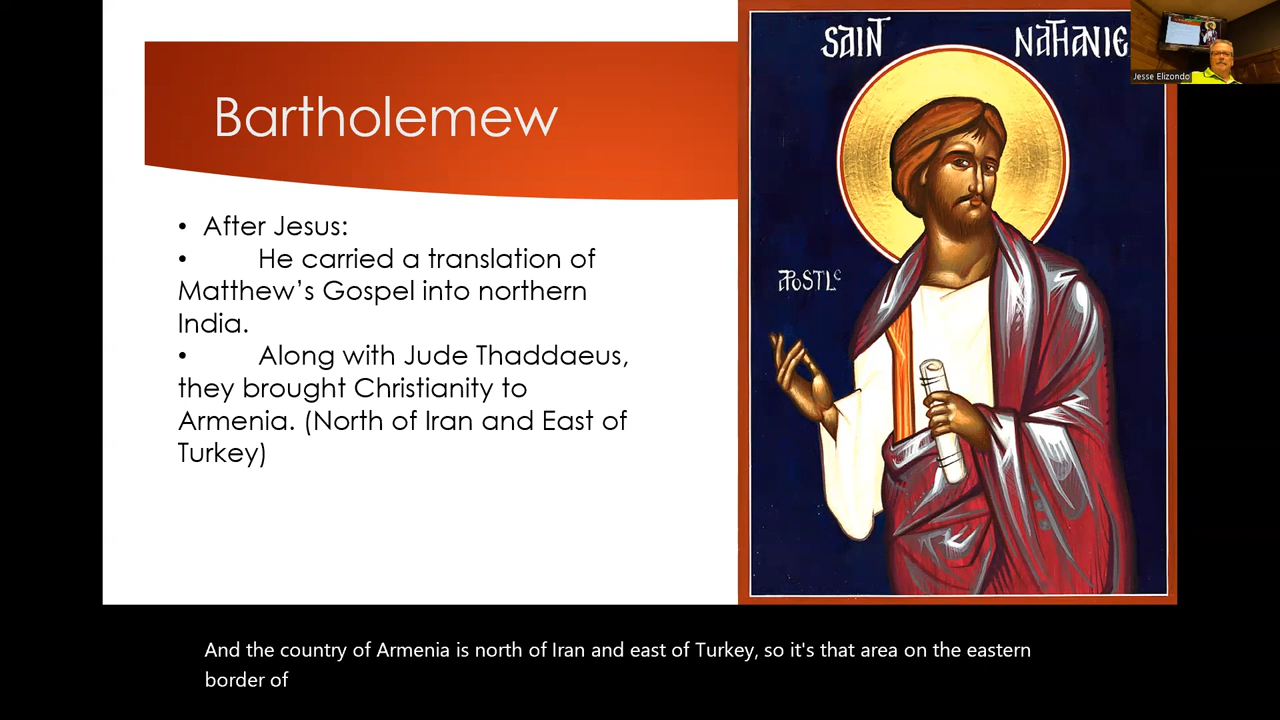 Bartholemew
• After Jesus:
• He carried a translation of
Matthew’s Gospel into northern
India.
• Along with Jude Thaddaeus,
they brought Christianity to
Armenia. (North of Iran and East of
Turkey)
SAINT NATHANIE
APOSTLE
Jesse Elizondo
And the country of Armenia is north of Iran and east of Turkey, so it's that area on the eastern
border of